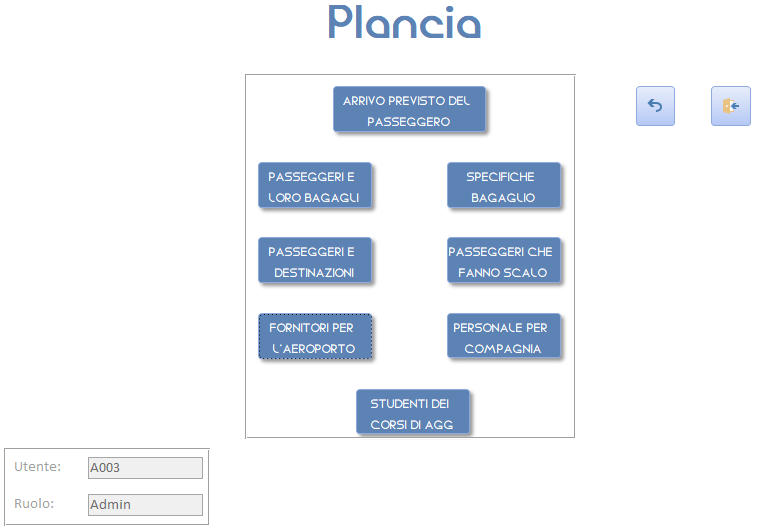 Plancia
ARRIVO PREVISTO DEL
PASSEGGERO
PASSEGGERI E
LORO BAGAGLI
SPECIFICHE
BAGAGLIO
PASSEGGERI E
DESTINAZIONI
PASSEGGERI CHE
FANNO SCALO
FORNITORI PER
L'AEROPORTO
PERSONALE PER
COMPAGNIA
STUDENTI DEI
CORSI DI AGG
Utente: A003
Ruolo: Admin